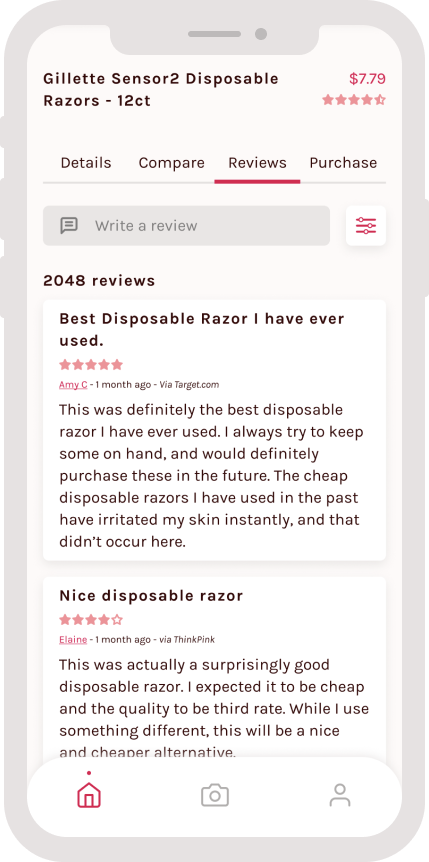 Gillette Sensor2 Disposable
Razors - 12ct
$7.79
Details Compare Reviews Purchase
Write a review
2048 reviews
Best Disposable Razor I have ever
used.
Amy C - 1 month ago - Via Target.com
This was definitely the best disposable
razor I have ever used. I always try to keep
some on hand, and would definitely
purchase these in the future. The cheap
disposable razors I have used in the past
have irritated my skin instantly, and that
didn’t occur here.
Nice disposable razor
Elaine - 1 month ago - via ThinkPink
This was actually a surprisingly good
disposable razor. I expected it to be cheap
and the quality to be third rate. While I use
something different, this will be a nice
and cheaper alternative.